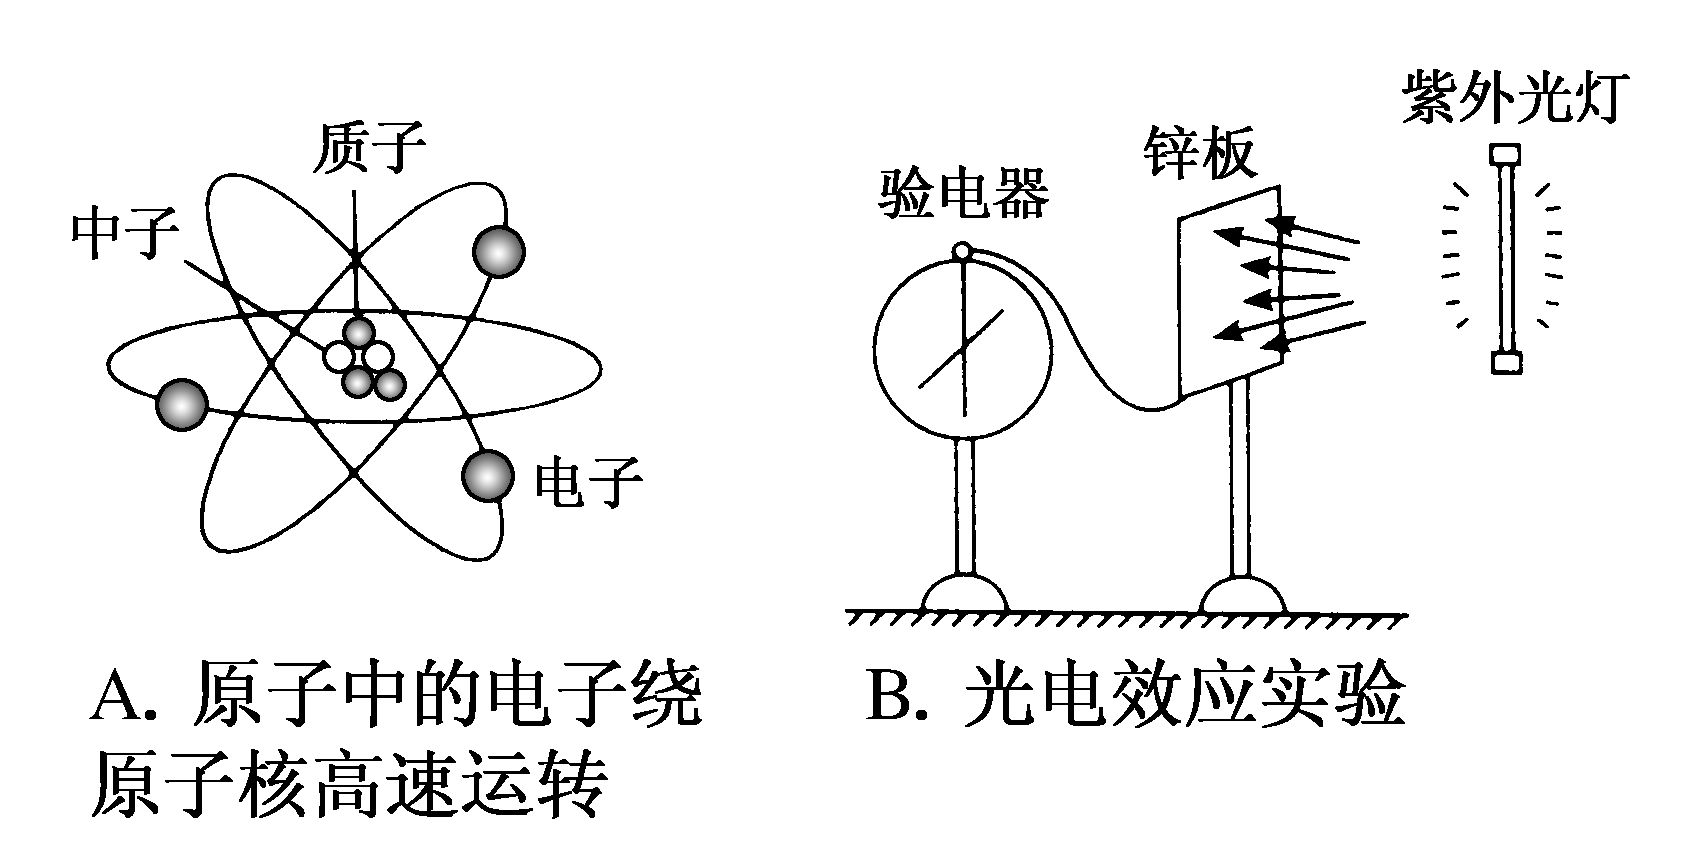 质子
中子
电子
A. 原子中的电子绕
原子核高速运转
紫外光灯
锌板
验电器
B. 光电效应实验